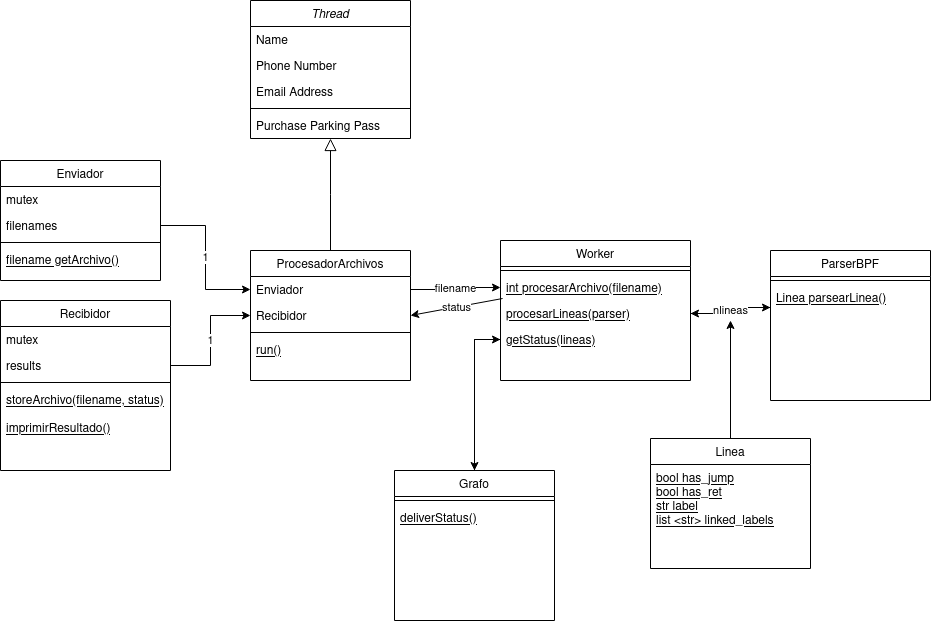 Thread
Name
Phone Number
Email Address
Purchase Parking Pass
Enviador
mutex
filenames
filename getArchivo()
1
Recibidor
mutex
results
storeArchivo(filename, status)
imprimirResultado()
1
ProcesadorArchivos
Enviador
Recibidor
run()
filename
status
Worker
int procesarArchivo(filename)
procesarLineas(parser)
getStatus(lineas)
nlineas
ParserBPF
Linea parsearLinea()
Grafo
deliverStatus()
Linea
bool has_jump
bool has_ret
str label
list <str> linked_labels